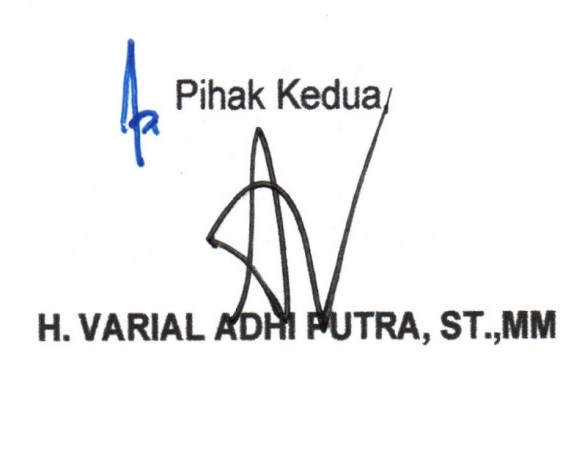 Pihak Kedua,
H. VARIAL ADHI PUTRA, ST.,MM